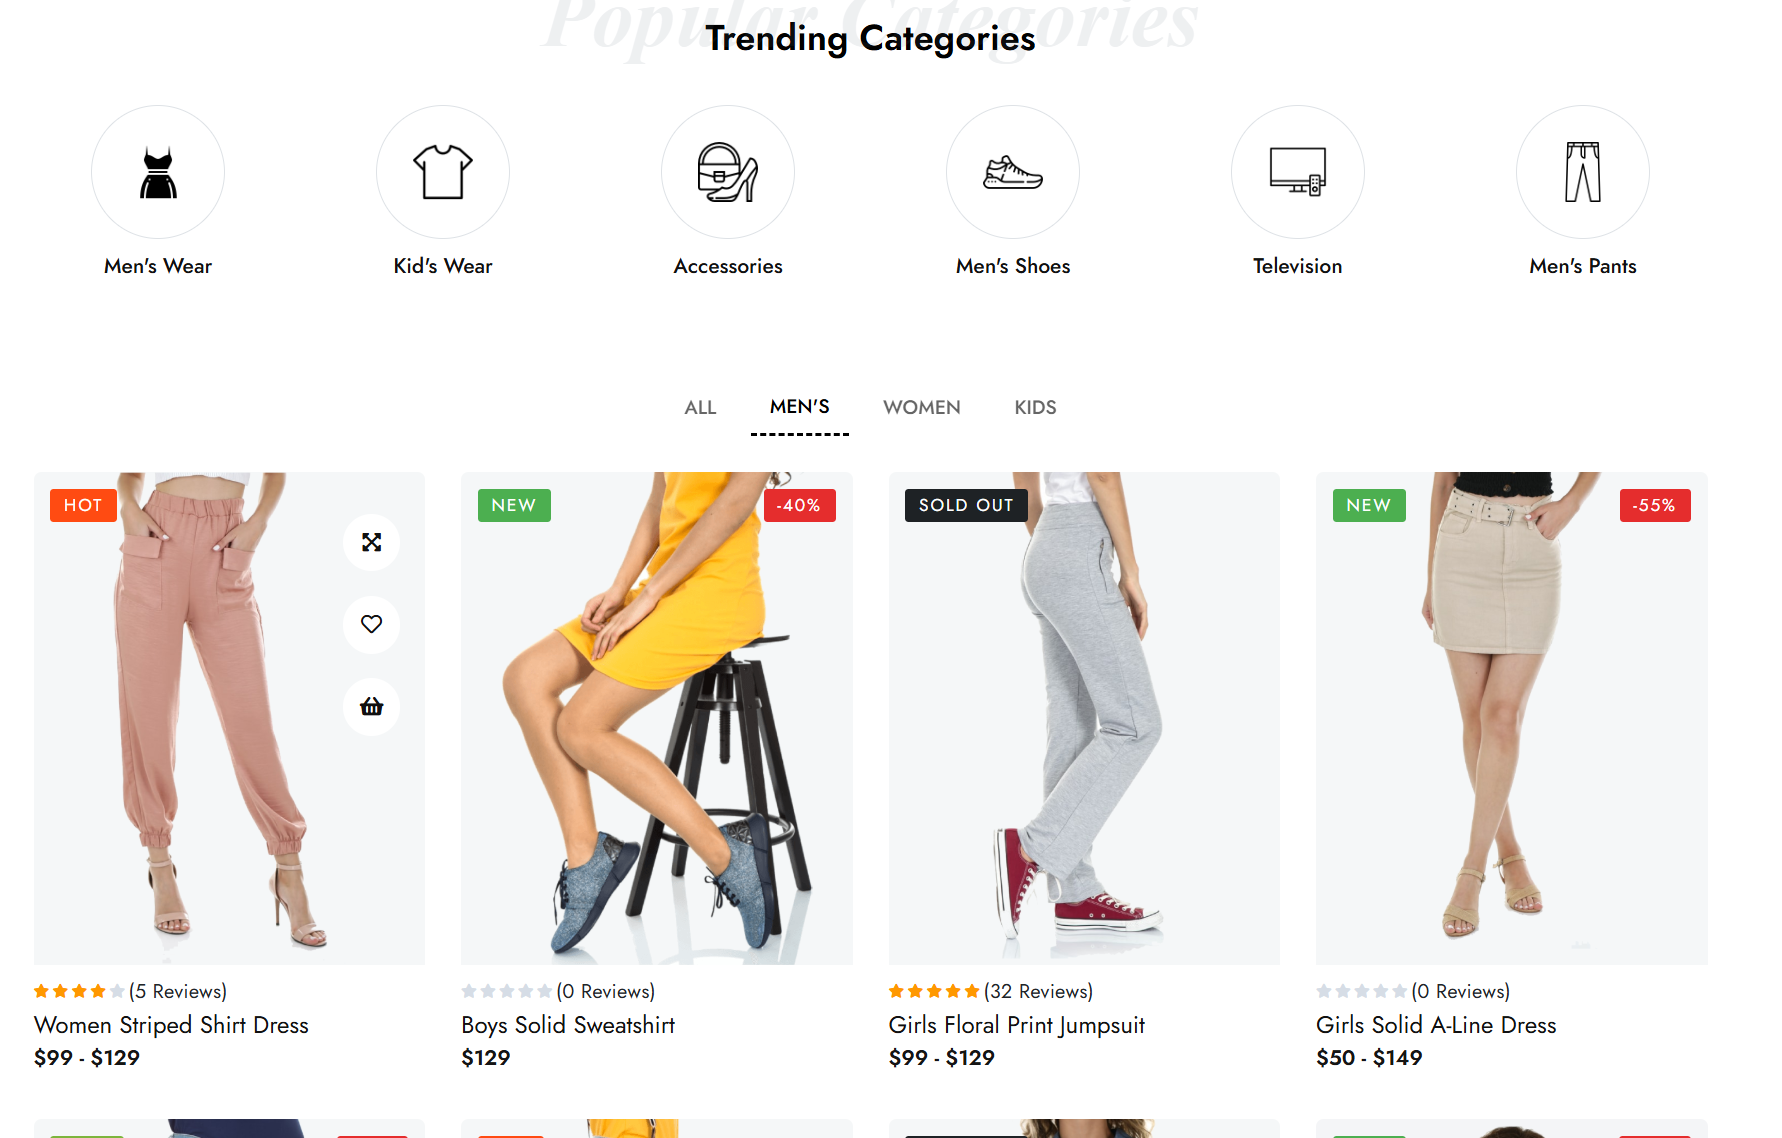 Popular Categories
Trending Categories
Men's Wear
Kid's Wear
Accessories
Men's Shoes
Television
Men's Pants
ALL
MEN'S
WOMEN
KIDS
HOT
NEW
-40%
SOLD OUT
NEW
-55%
(5 Reviews)
Women Striped Shirt Dress
$99 - $129
(0 Reviews)
Boys Solid Sweatshirt
$129
(32 Reviews)
Girls Floral Print Jumpsuit
$99 - $129
(0 Reviews)
Girls Solid A-Line Dress
$50 - $149